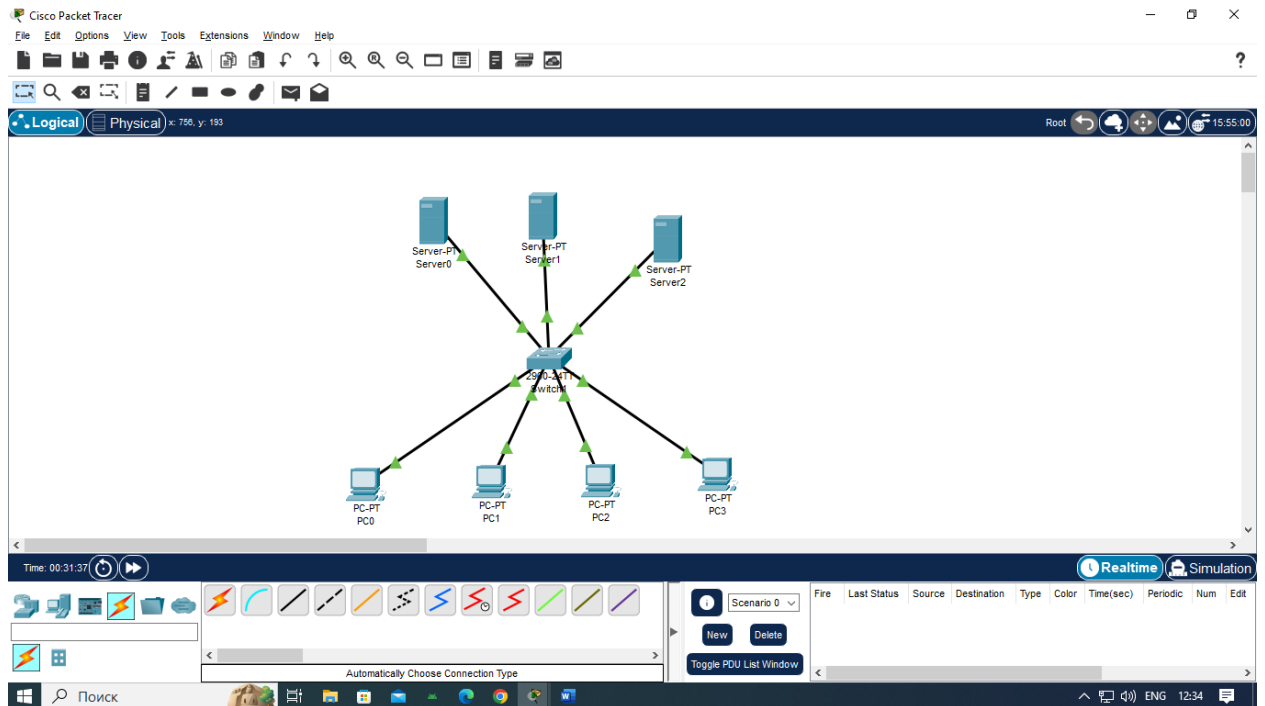 Cisco Packet Tracer
File Edit Options View Tools Extensions Window Help
?
Logical Physical x: 756, y: 193 Root 15:55:00
Server-PT
Server0
Server-PT
Server1
Server-PT
Server2
Switch1
PC-PT
PC0
PC-PT
PC1
PC-PT
PC2
PC-PT
PC3
Time: 00:31:37 Realtime Simulation
Scenario 0
New Delete
Toggle PDU List Window
Fire Last Status Source Destination Type Color Time(sec) Periodic Num Edit
Automatically Choose Connection Type
Поиск ENG 12:34